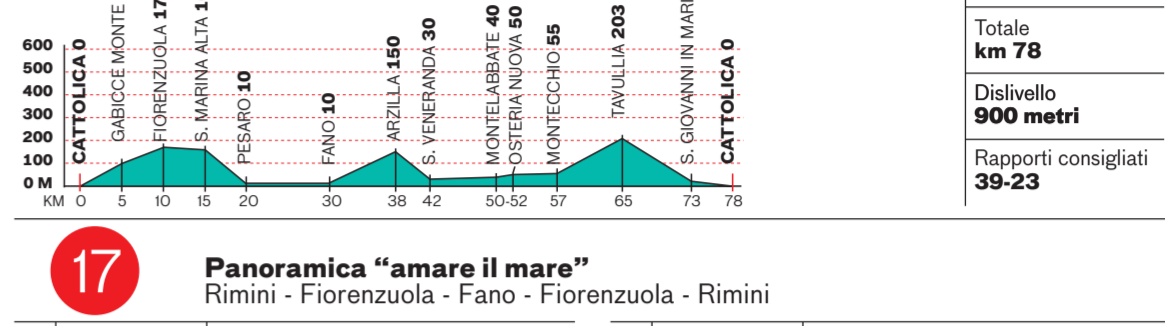 Totale
km 78
Dislivello
900 metri
Rapporti consigliati
39-23
600
500
400
300
200
100
0 M
CATTOLICA 0
GABICCE MONTE
FIORENZUOLA
S. MARINA ALTA
PESARO 10
FANO 10
ARZILLA 150
S. VENERANDA 30
MONTELABBATE 40
OSTERIA NUOVA 50
MONTECCHIO 55
TAVULLIA 203
S. GIOVANNI IN
CATTOLICA 0
KM 0 5 10 15 20 30 38 42 50-52 57 65 73 78
17
Panoramica “amare il mare”
Rimini - Fiorenzuola - Fano - Fiorenzuola - Rimini